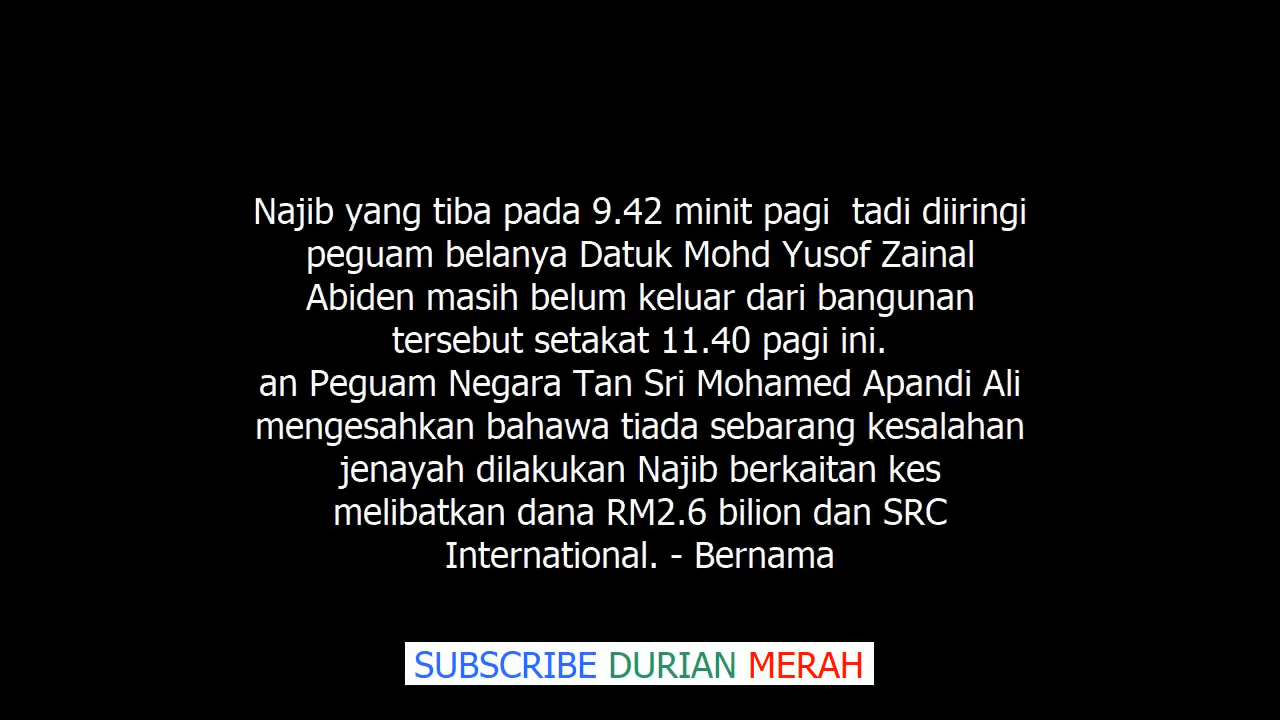 Najib yang tiba pada 9.42 minit pagi  tadi diiringi
peguam belanya Datuk Mohd Yusof Zainal
Abiden masih belum keluar dari bangunan
tersebut setakat 11.40 pagi ini.
an Peguam Negara Tan Sri Mohamed Apandi Ali
mengesahkan bahawa tiada sebarang kesalahan
jenayah dilakukan Najib berkaitan kes
melibatkan dana RM2.6 bilion dan SRC
International. - Bernama
SUBSCRIBE DURIAN MERAH